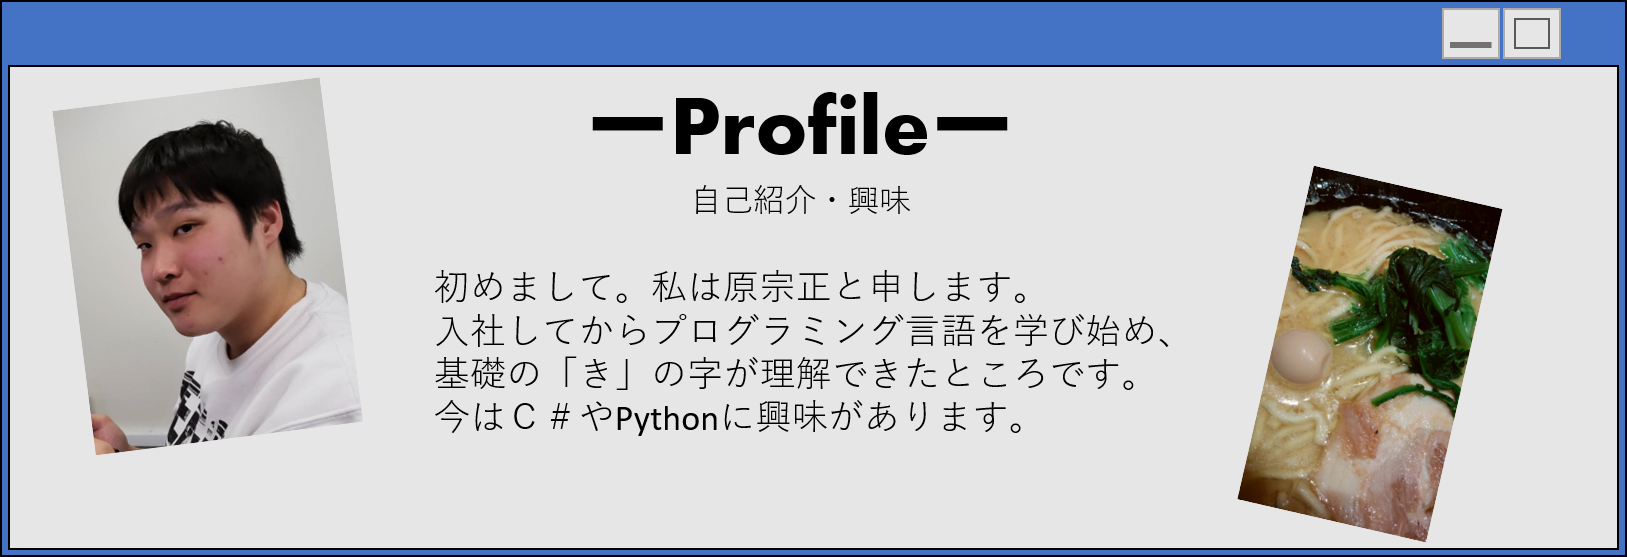 ーProfileー
自己紹介・興味
初めまして。私は原宗正と申します。
入社してからプログラミング言語を学び始め、
基礎の「き」の字が理解できたところです。
今はＣ＃やPythonに興味があります。